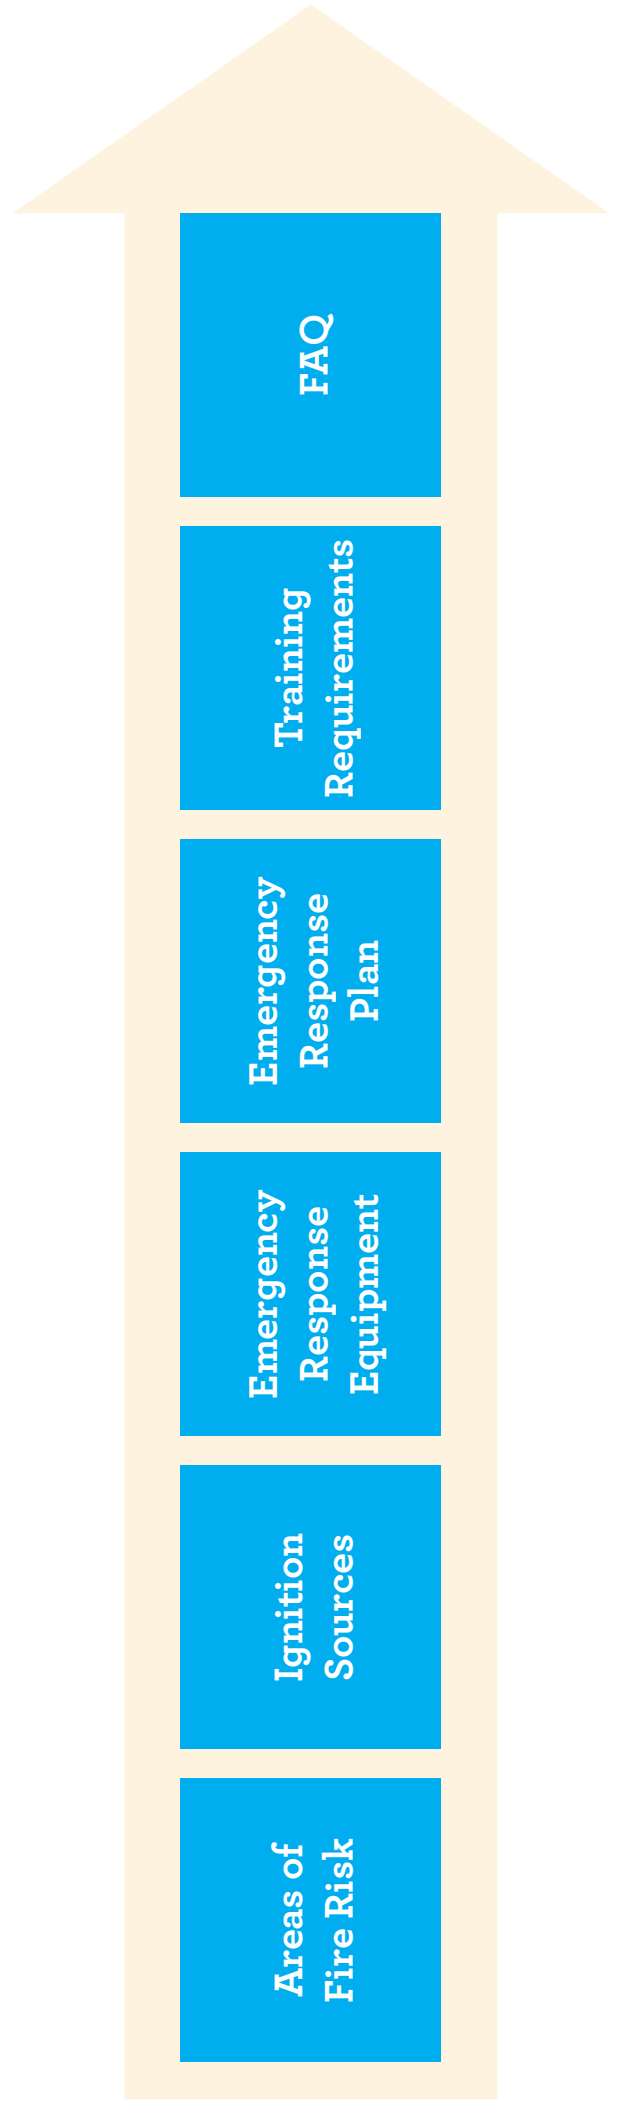 Areas of
Fire Risk
Ignition
Sources
Emergency
Response
Equipment
Emergency
Response
Plan
Training
Requirements
FAQ